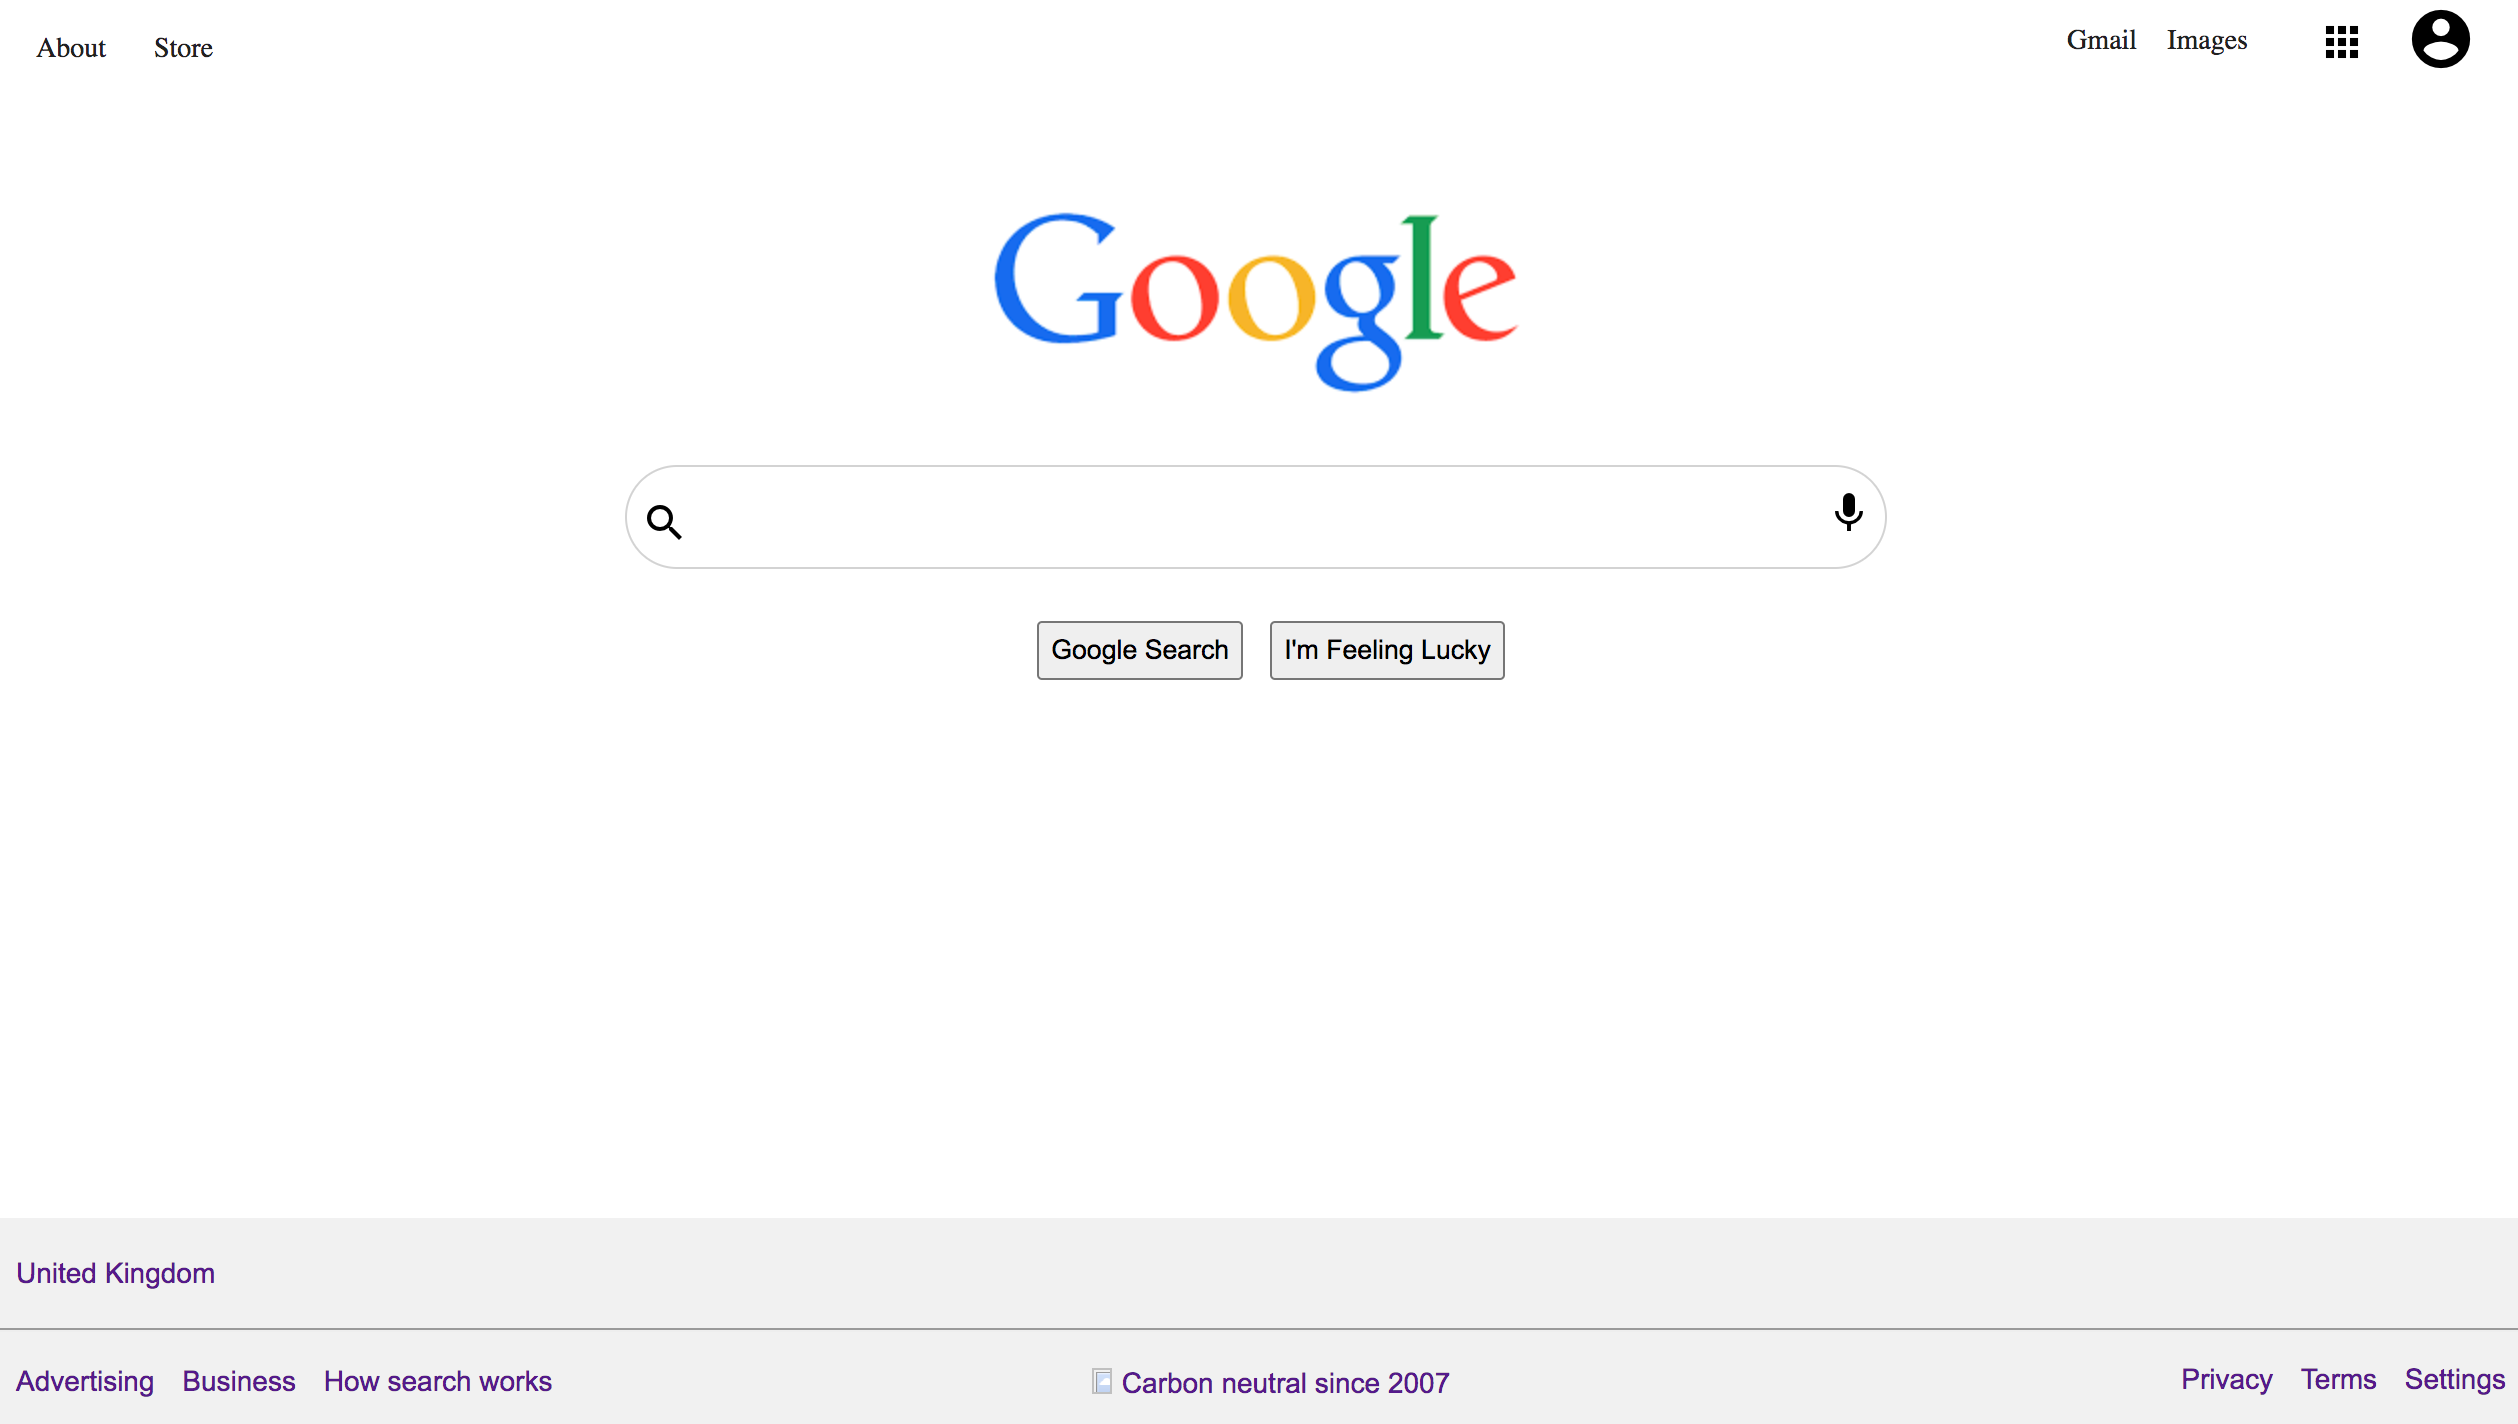 About Store Gmail Images
Google
Google Search I'm Feeling Lucky
United Kingdom
Advertising Business How search works Carbon neutral since 2007 Privacy Terms Settings